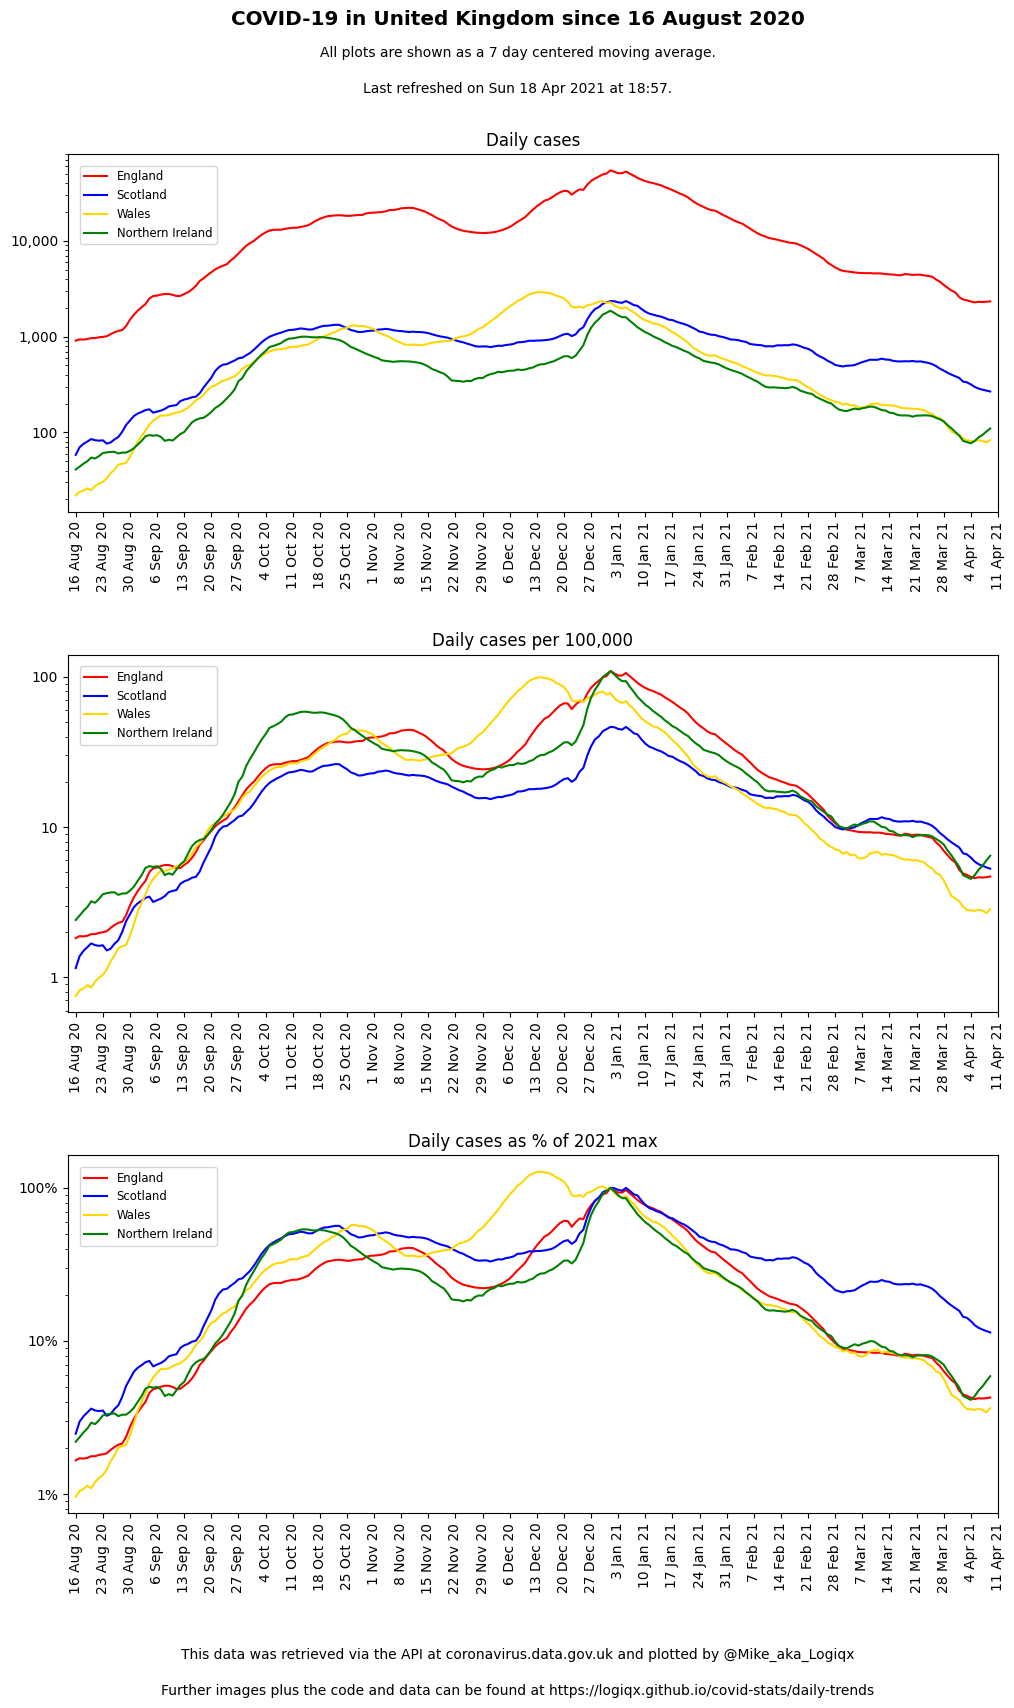 COVID-19 in United Kingdom since 16 August 2020
All plots are shown as a 7 day centered moving average.
Last refreshed on Sun 18 Apr 2021 at 18:57.
Daily cases
England
Scotland
Wales
Northern Ireland
10,000
1,000
100
16 Aug 20
23 Aug 20
30 Aug 20
6 Sep 20
13 Sep 20
20 Sep 20
27 Sep 20
4 Oct 20
11 Oct 20
18 Oct 20
25 Oct 20
1 Nov 20
8 Nov 20
15 Nov 20
22 Nov 20
29 Nov 20
6 Dec 20
13 Dec 20
20 Dec 20
27 Dec 20
3 Jan 21
10 Jan 21
17 Jan 21
24 Jan 21
31 Jan 21
7 Feb 21
14 Feb 21
21 Feb 21
28 Feb 21
7 Mar 21
14 Mar 21
21 Mar 21
28 Mar 21
4 Apr 21
11 Apr 21
Daily cases per 100,000
England
Scotland
Wales
Northern Ireland
100
10
1
16 Aug 20
23 Aug 20
30 Aug 20
6 Sep 20
13 Sep 20
20 Sep 20
27 Sep 20
4 Oct 20
11 Oct 20
18 Oct 20
25 Oct 20
1 Nov 20
8 Nov 20
15 Nov 20
22 Nov 20
29 Nov 20
6 Dec 20
13 Dec 20
20 Dec 20
27 Dec 20
3 Jan 21
10 Jan 21
17 Jan 21
24 Jan 21
31 Jan 21
7 Feb 21
14 Feb 21
21 Feb 21
28 Feb 21
7 Mar 21
14 Mar 21
21 Mar 21
28 Mar 21
4 Apr 21
11 Apr 21
Daily cases as % of 2021 max
England
Scotland
Wales
Northern Ireland
100%
10%
1%
16 Aug 20
23 Aug 20
30 Aug 20
6 Sep 20
13 Sep 20
20 Sep 20
27 Sep 20
4 Oct 20
11 Oct 20
18 Oct 20
25 Oct 20
1 Nov 20
8 Nov 20
15 Nov 20
22 Nov 20
29 Nov 20
6 Dec 20
13 Dec 20
20 Dec 20
27 Dec 20
3 Jan 21
10 Jan 21
17 Jan 21
24 Jan 21
31 Jan 21
7 Feb 21
14 Feb 21
21 Feb 21
28 Feb 21
7 Mar 21
14 Mar 21
21 Mar 21
28 Mar 21
4 Apr 21
11 Apr 21
This data was retrieved via the API at coronavirus.data.gov.uk and plotted by @Mike_aka_Logiqx
Further images plus the code and data can be found at https://logiqx.github.io/covid-stats/daily-trends